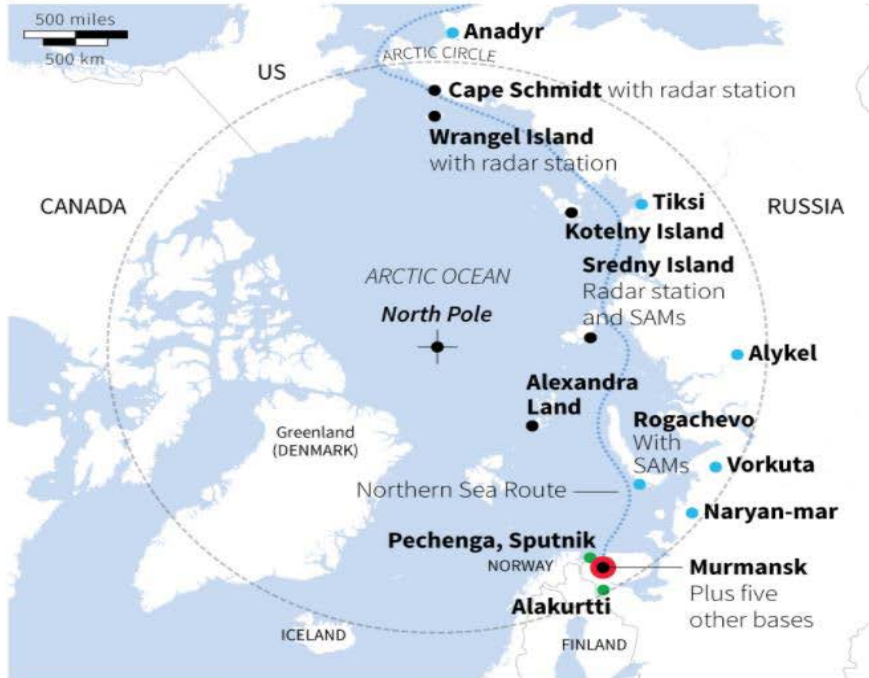 500 miles
500 km
Anadyr
ARCTIC CIRCLE
US
Cape Schmidt with radar station
Wrangel Island
with radar station
CANADA
Tiksi
RUSSIA
Kotelny Island
ARCTIC OCEAN
Sredny Island
Radar station
and SAMs
North Pole
Alykel
Alexandra
Land
Rogachevo
With
SAMs
Greenland
(DENMARK)
Vorkuta
Northern Sea Route
Naryan-mar
Pechenga, Sputnik
NORWAY
Murmansk
Plus five
other bases
Alakurtti
ICELAND
FINLAND